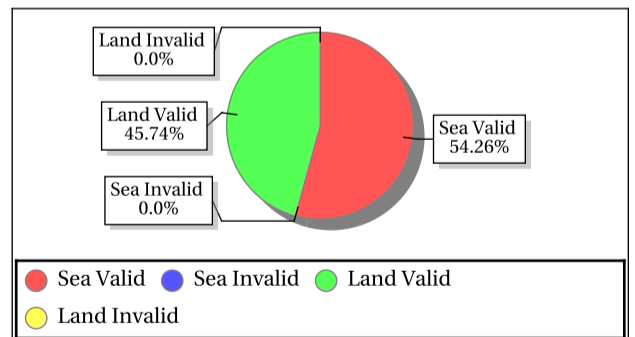 Land Invalid
0.0%
Land Valid
45.74%
Sea Invalid
0.0%
Sea Valid
54.26%
Sea Valid Sea Invalid Land Valid
Land Invalid